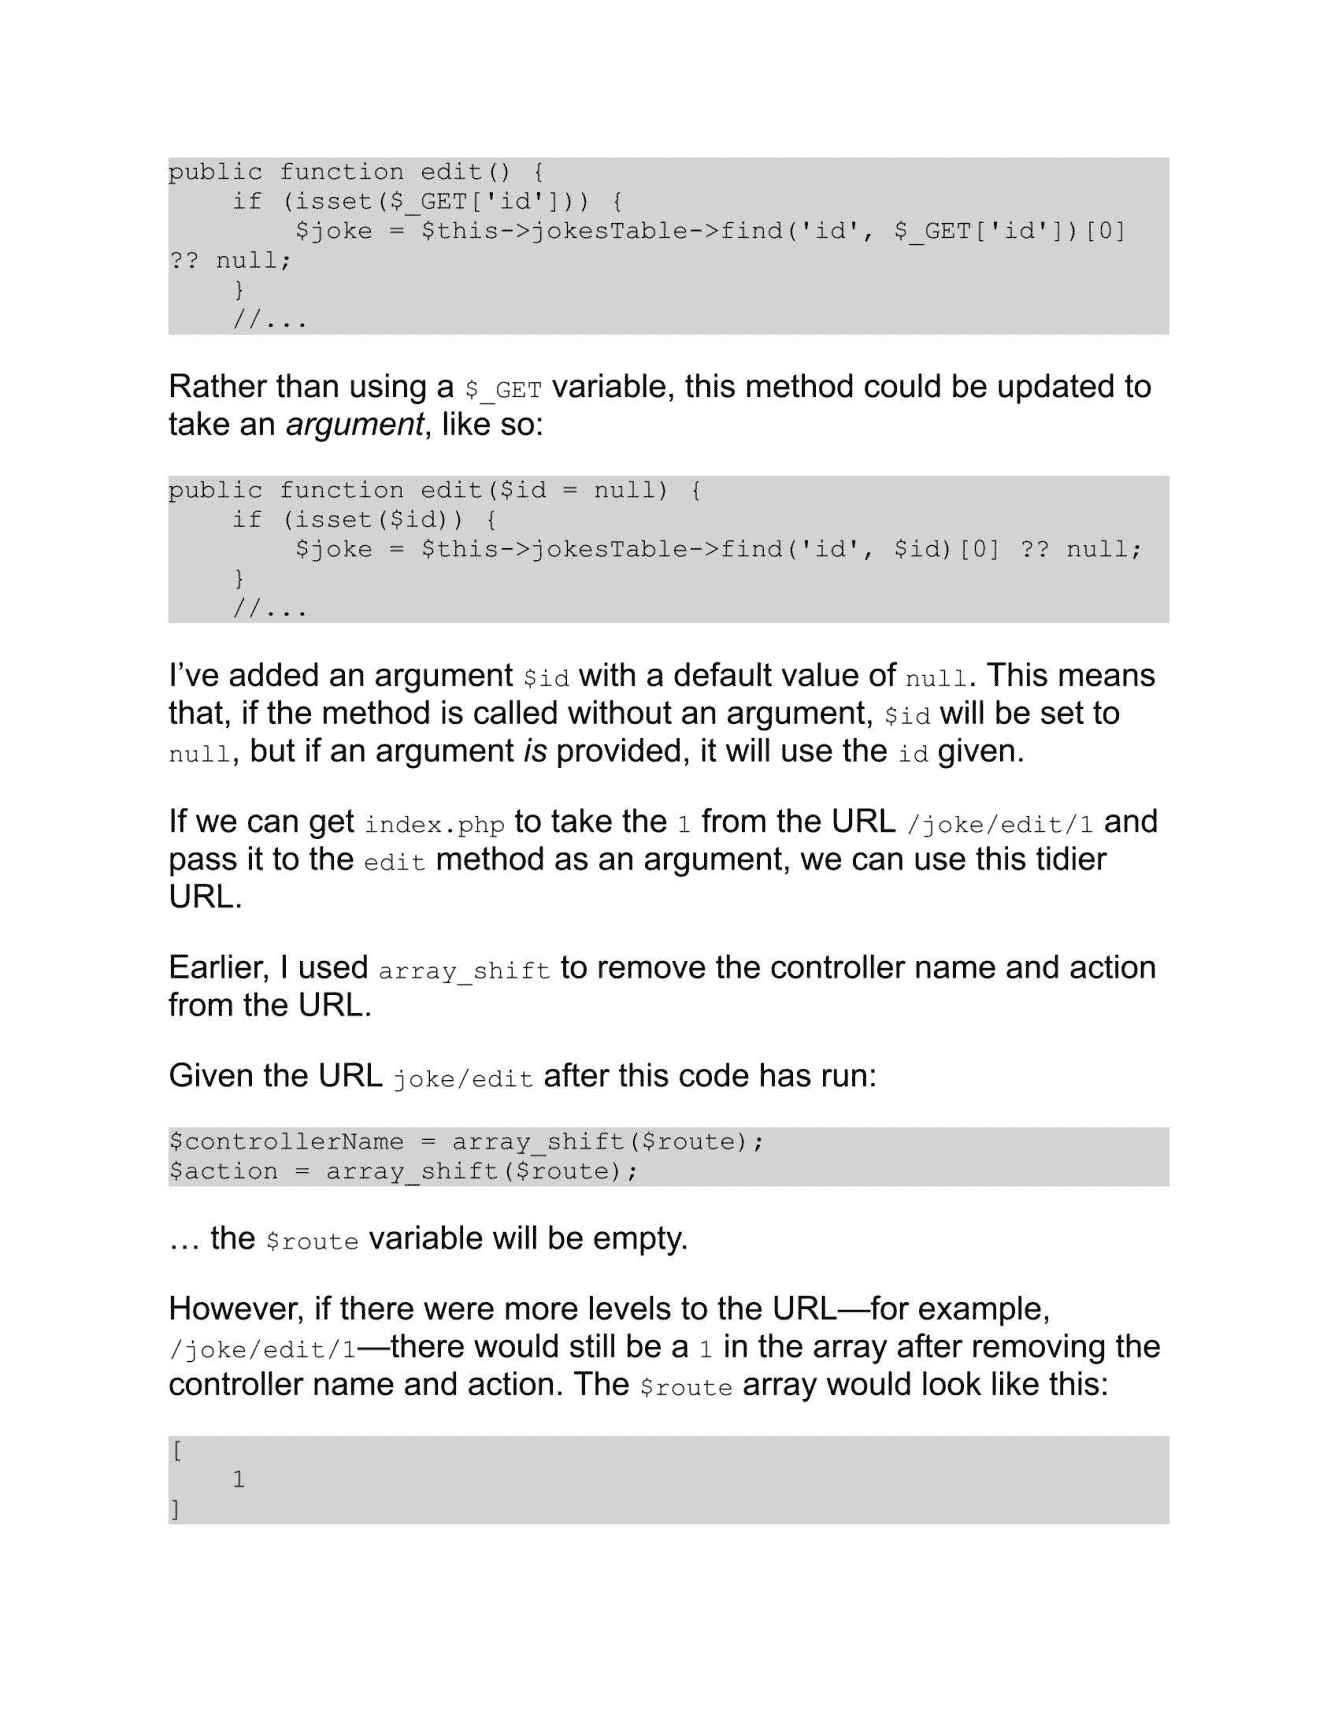 public function edit() {
    if (isset($_GET['id'])) {
        $joke = $this->jokesTable->find('id', $_GET['id'])[0]
?? null;
    }
    //...
Rather than using a $_GET variable, this method could be updated to
take an argument, like so:
public function edit($id = null) {
    if (isset($id)) {
        $joke = $this->jokesTable->find('id', $id)[0] ?? null;
    }
    //...
I’ve added an argument $id with a default value of null. This means
that, if the method is called without an argument, $id will be set to
null, but if an argument is provided, it will use the id given.
If we can get index.php to take the 1 from the URL /joke/edit/1 and
pass it to the edit method as an argument, we can use this tidier
URL.
Earlier, I used array_shift to remove the controller name and action
from the URL.
Given the URL joke/edit after this code has run:
$controllerName = array_shift($route);
$action = array_shift($route);
… the $route variable will be empty.
However, if there were more levels to the URL—for example,
/joke/edit/1—there would still be a 1 in the array after removing the
controller name and action. The $route array would look like this:
[
    1
]